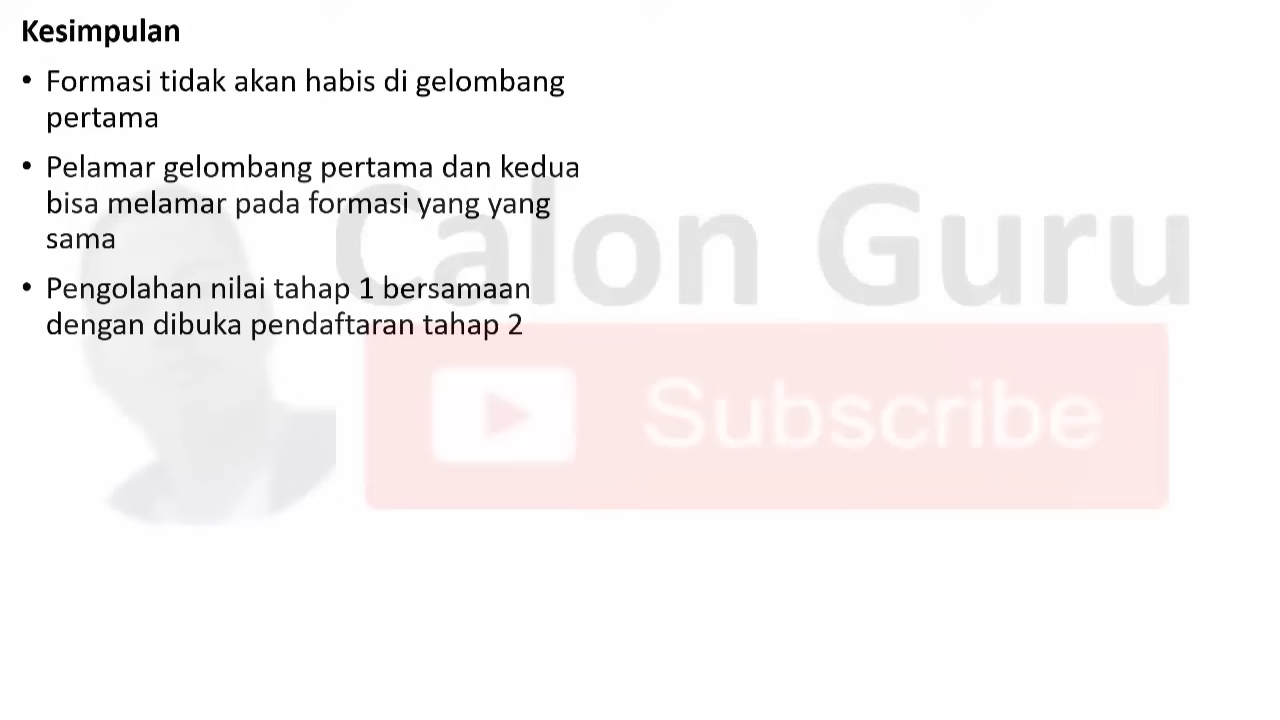 Kesimpulan
• Formasi tidak akan habis di gelombang
pertama
• Pelamar gelombang pertama dan kedua
bisa melamar pada formasi yang yang
sama
• Pengolahan nilai tahap 1 bersamaan
dengan dibuka pendaftaran tahap 2
Calon Guru
Subscribe